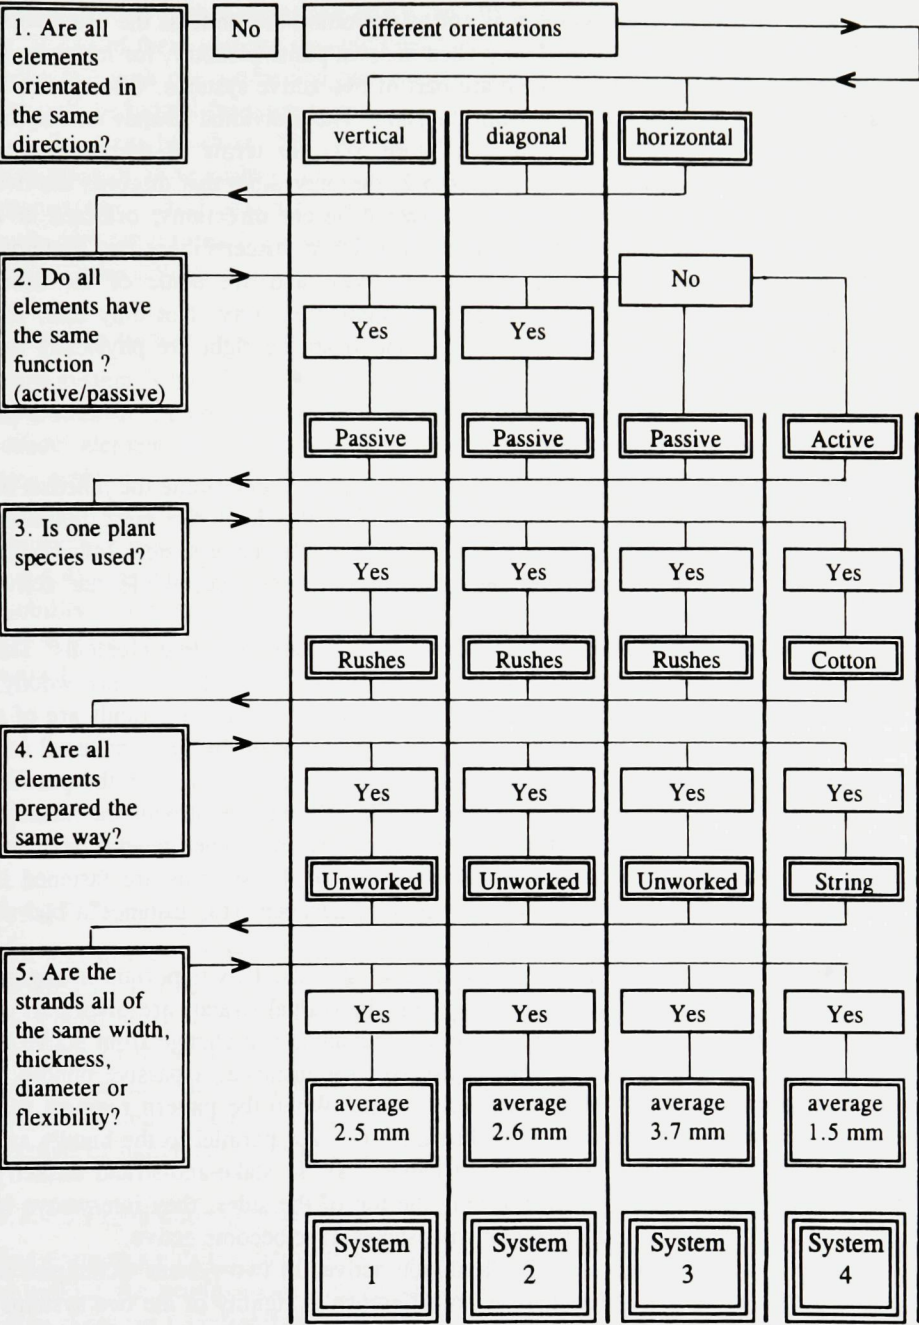 1. Are all
elements
orientated in
the same
direction?
No
different orientations
vertical
diagonal
horizontal
2. Do all
elements have
the same
function ?
(active/passive)
No
Yes
Yes
Passive
Passive
Passive
Active
3. Is one plant
species used?
Yes
Yes
Yes
Yes
Rushes
Rushes
Rushes
Cotton
4. Are all
elements
prepared the
same way?
Yes
Yes
Yes
Yes
Unworked
Unworked
Unworked
String
5. Are the
strands all of
the same width,
thickness,
diameter or
flexibility?
Yes
Yes
Yes
Yes
average
2.5 mm
average
2.6 mm
average
3.7 mm
average
1.5 mm
System
1
System
2
System
3
System
4